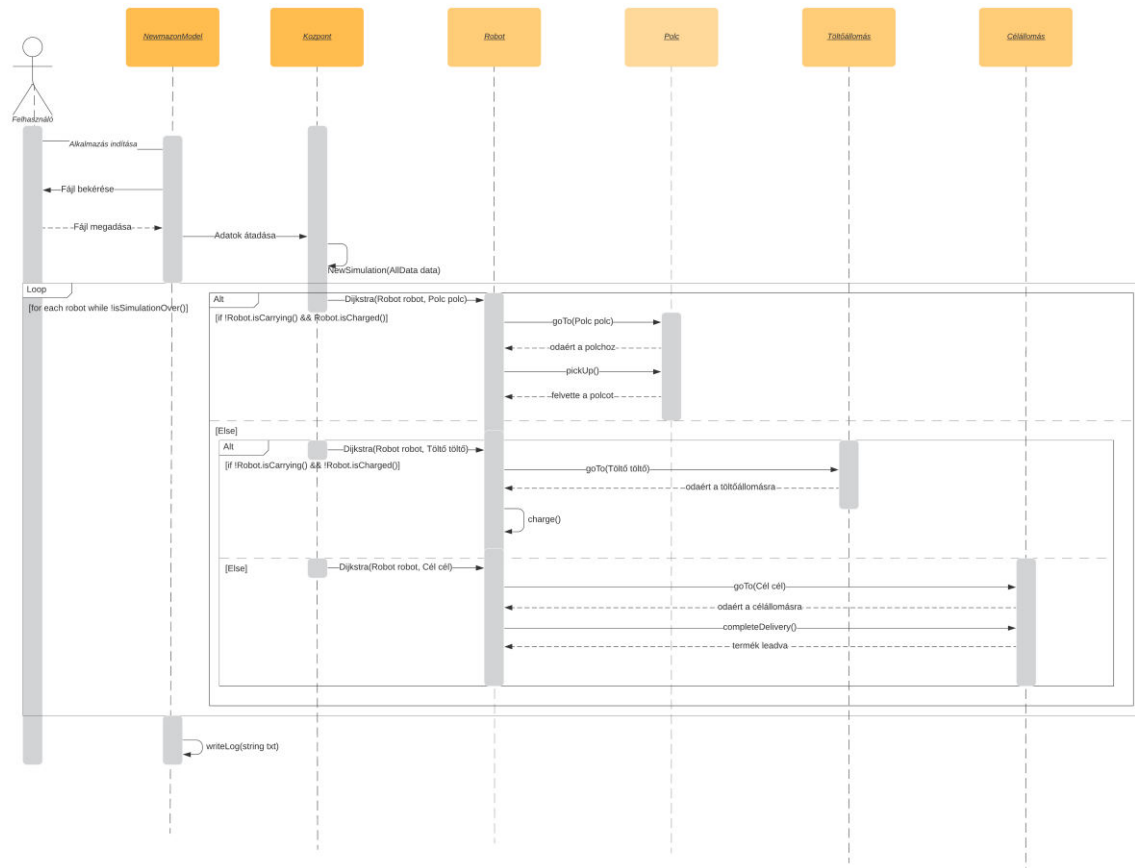 NewmazonModel
Kozpont
Robot
Polc
Töltőállomás
Célállomás
Felhasználó
Alkalmazás indítása
Fájl bekérése
Fájl megadása
Adatok átadása
NewSimulation(AllData data)
Loop
[for each robot while !isSimulationOver()]
Alt
Dijkstra(Robot robot, Polc polc)
[if !Robot.isCarrying() && Robot.isCharged()]
goTo(Polc polc)
odaért a polchoz
pickUp()
felvette a polcot
[Else]
Alt
Dijkstra(Robot robot, Töltő töltő)
[if !Robot.isCarrying() && !Robot.isCharged()]
goTo(Töltő töltő)
odaért a töltőállomásra
charge()
[Else]
Dijkstra(Robot robot, Cél cél)
goTo(Cél cél)
odaért a célállomásra
completeDelivery()
termék leadva
writeLog(string txt)